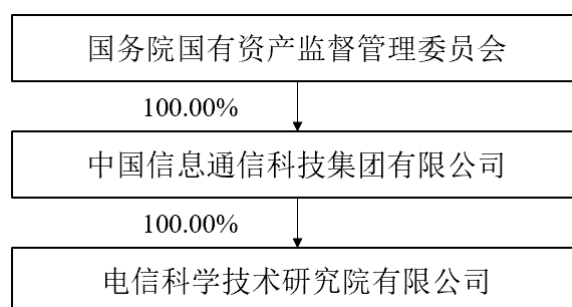 国务院国有资产监督管理委员会
100.00%
中国信息通信科技集团有限公司
100.00%
电信科学技术研究院有限公司